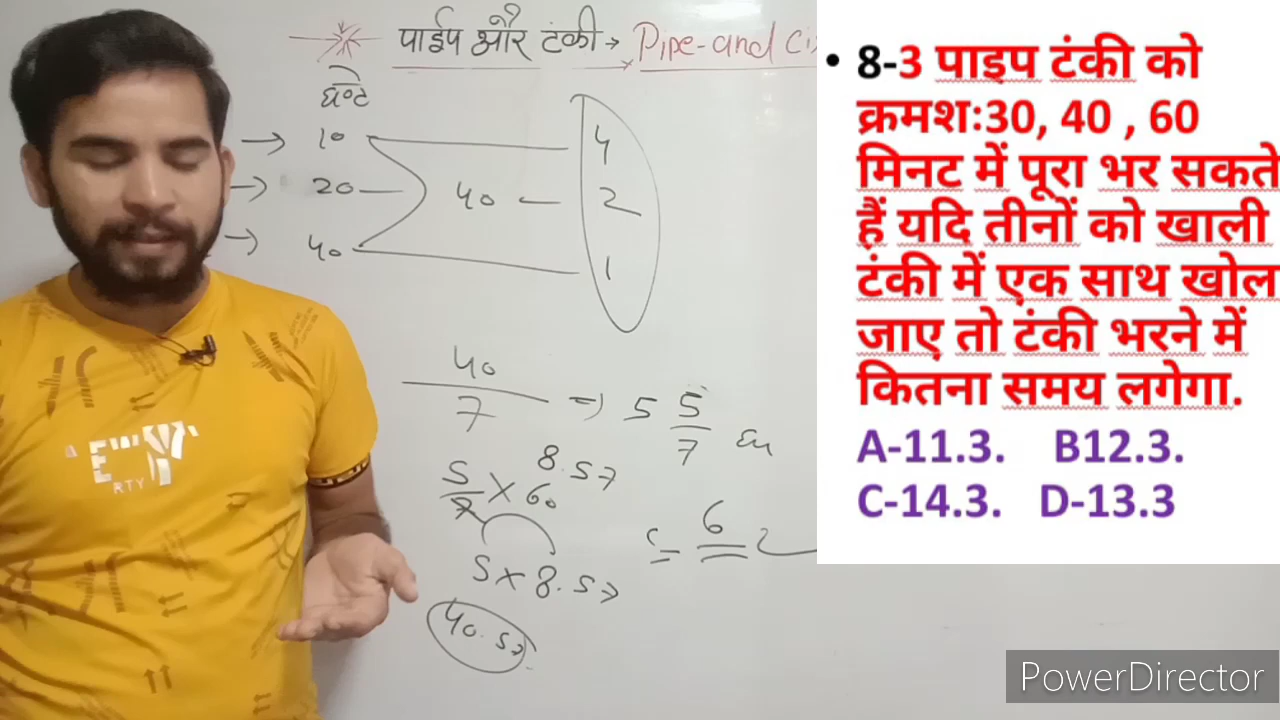 पाईप और टंकी → Pipe-and Cis
घण्टे
→ 10
→ 20
→ 40
40
4
2
1
40
7
=) 5 5/7 घ
5/7 × 60
8.57
5 × 8.57
40.57
= 6
E
RTY
• 8-3 पाइप टंकी को
क्रमशः30, 40 , 60
मिनट में पूरा भर सकते
हैं यदि तीनों को खाली
टंकी में एक साथ खोल
जाए तो टंकी भरने में
कितना समय लगेगा.
A-11.3. B12.3.
C-14.3. D-13.3
PowerDirector